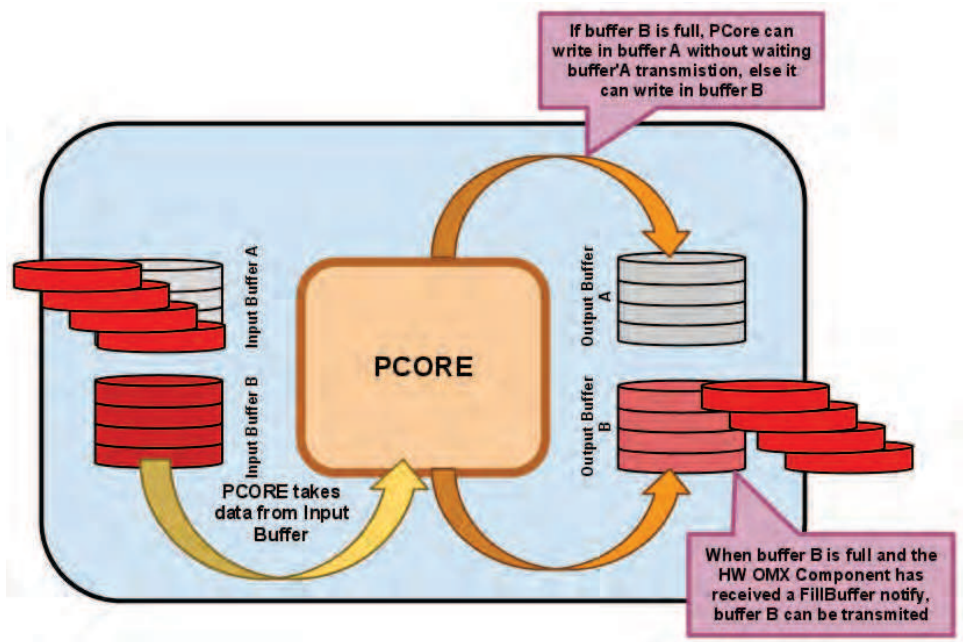 If buffer B is full, PCore can
write in buffer A without waiting
buffer'A transmistion, else it
can write in buffer B
Input Buffer A
Output Buffer
A
PCORE
Input Buffer B
Output Buffer
B
PCORE takes
data from Input
Buffer
When buffer B is full and the
HW OMX Component has
received a FillBuffer notify,
buffer B can be transmited